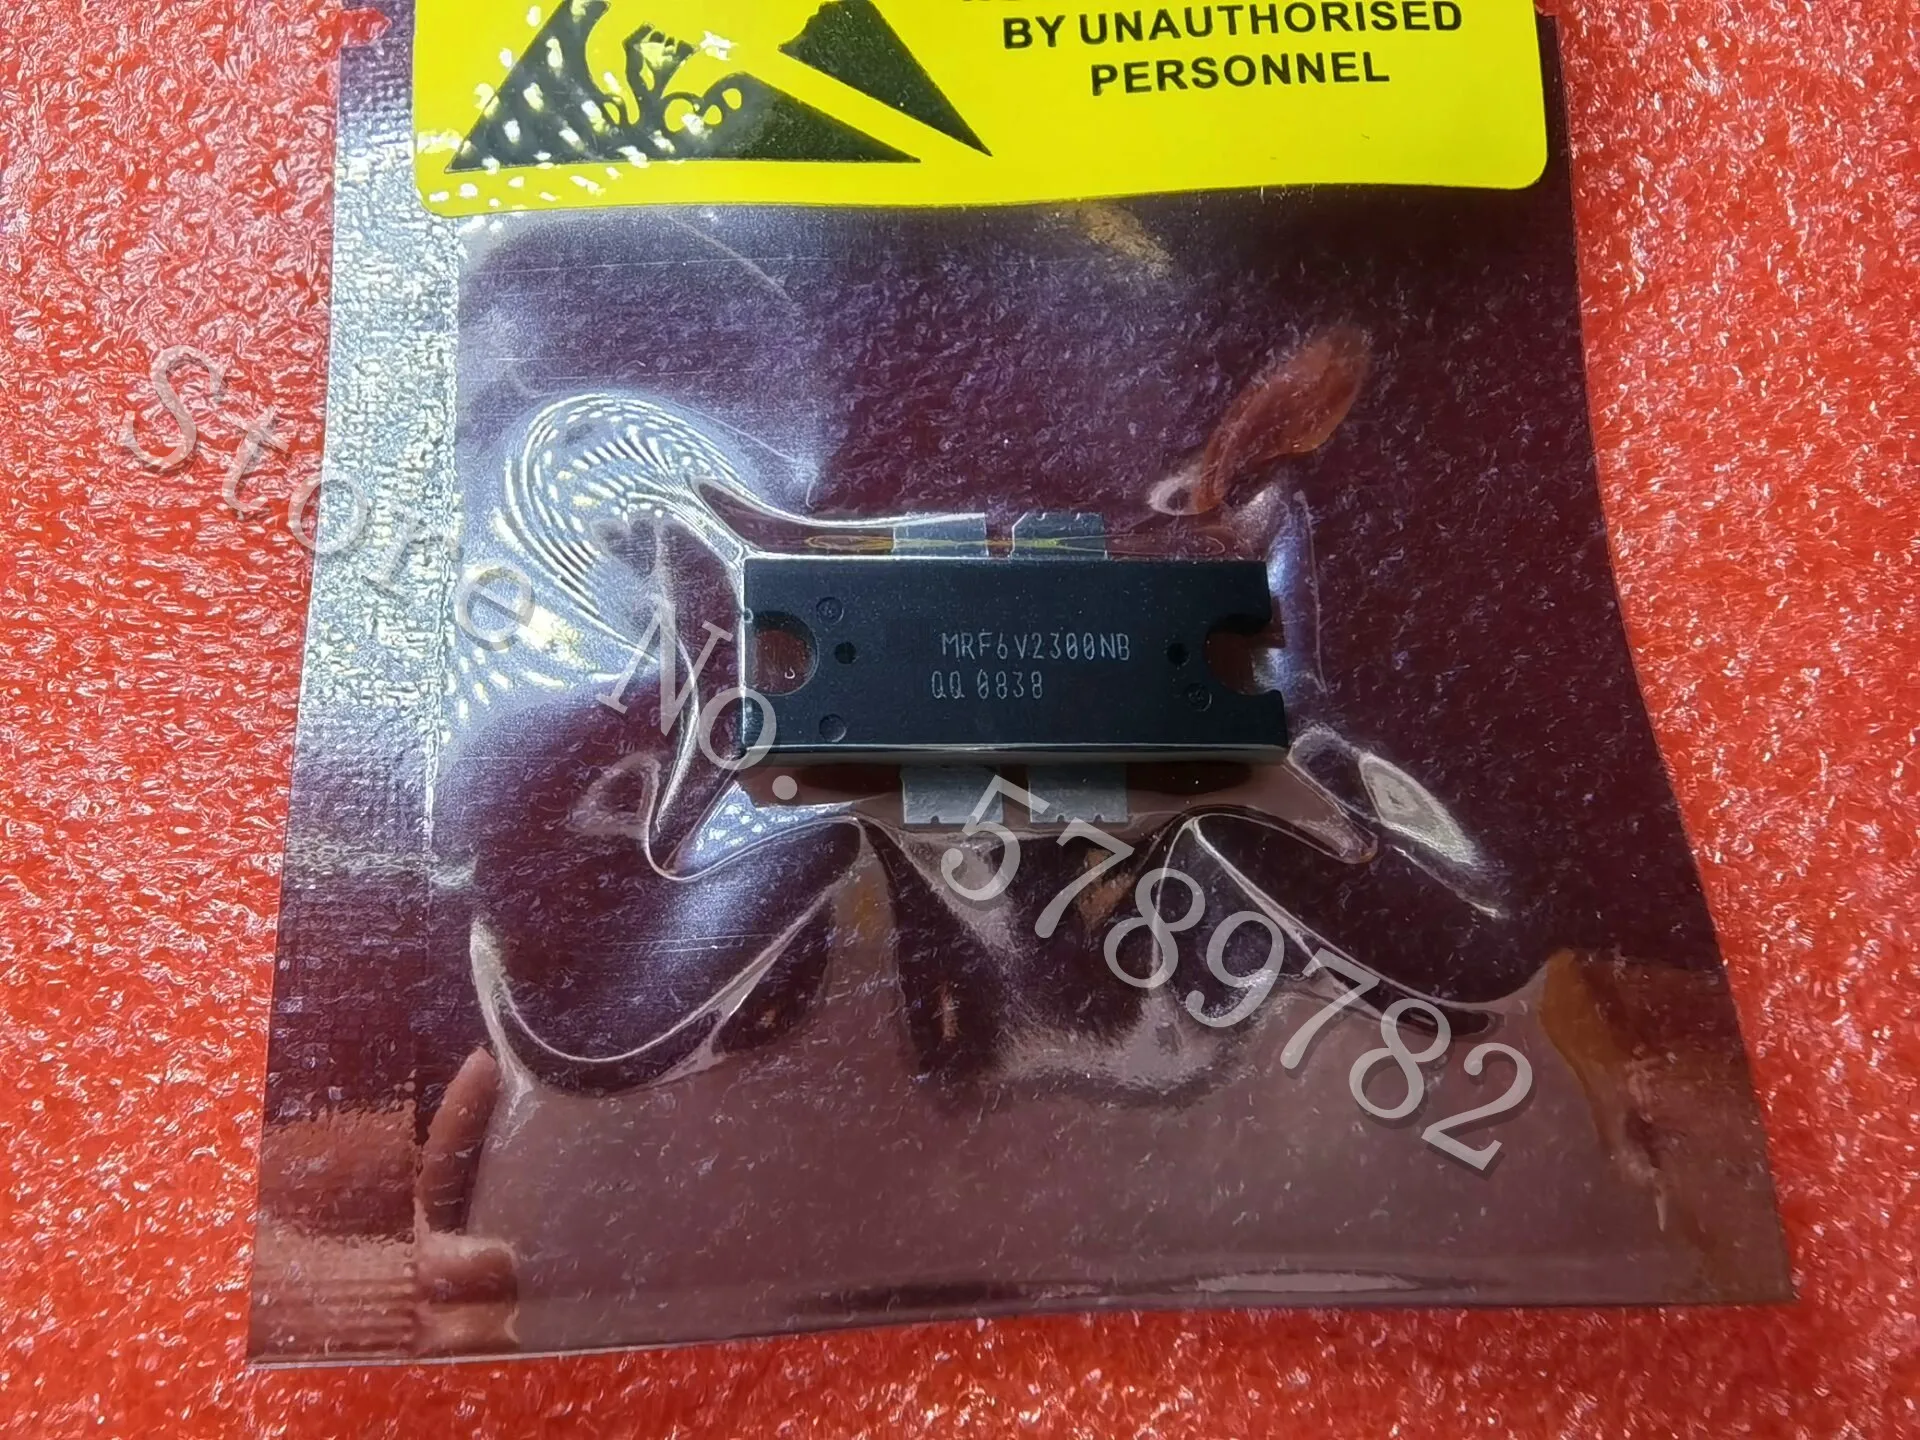 BY UNAUTHORISED
PERSONNEL
MRF6V2300NB
QQ 0838
Store No. 5789782